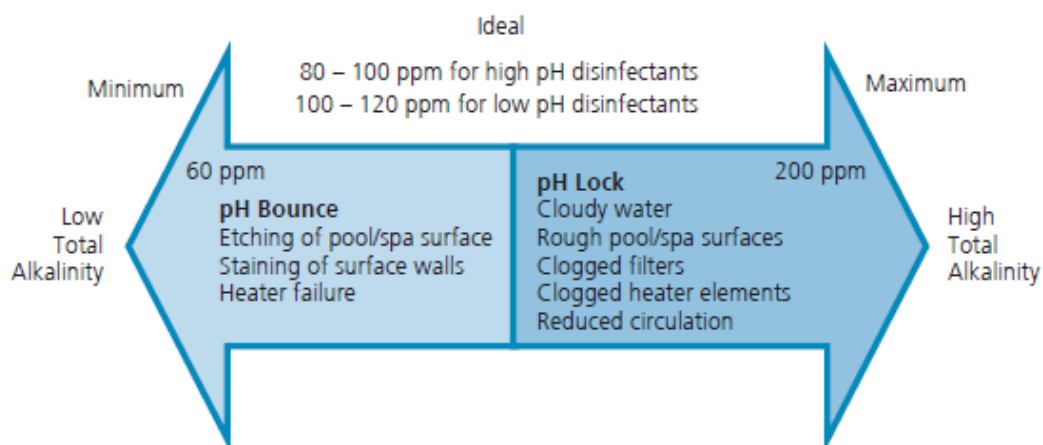 Ideal
80 – 100 ppm for high pH disinfectants
100 – 120 ppm for low pH disinfectants
Minimum
Maximum
60 ppm
200 ppm
Low
Total
Alkalinity
pH Bounce
Etching of pool/spa surface
Staining of surface walls
Heater failure
pH Lock
Cloudy water
Rough pool/spa surfaces
Clogged filters
Clogged heater elements
Reduced circulation
High
Total
Alkalinity